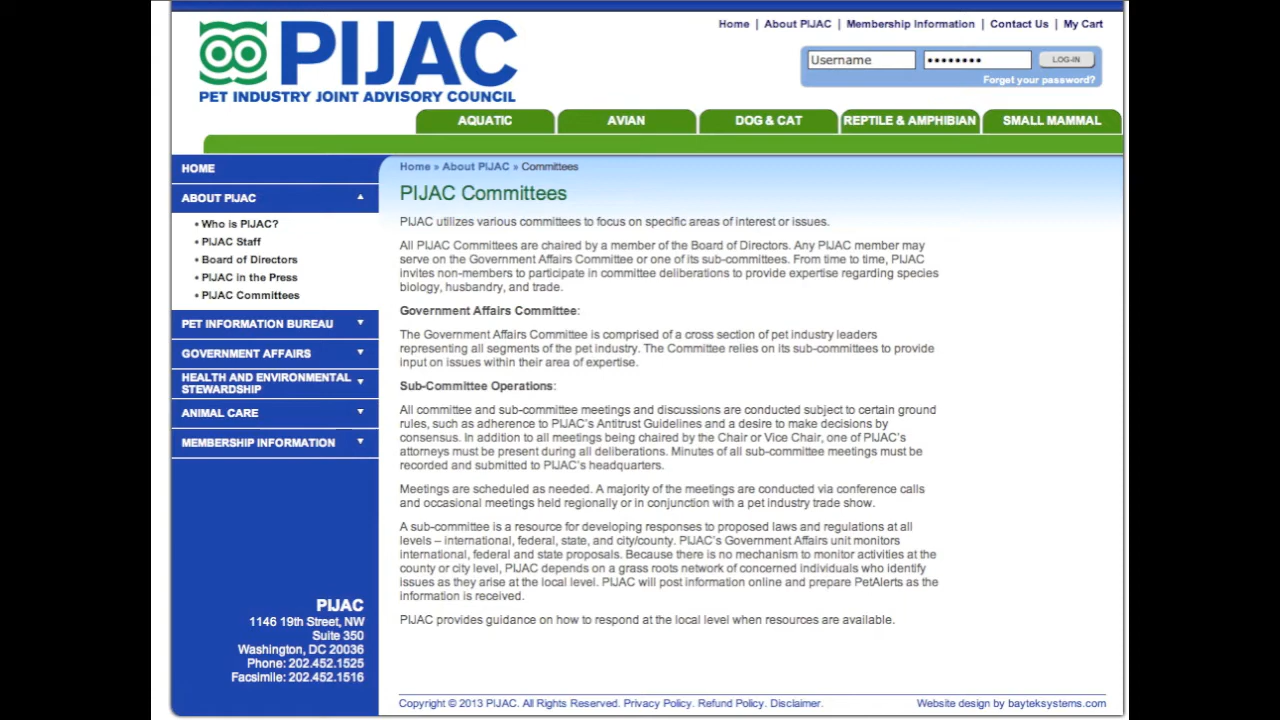 Home | About PIJAC | Membership Information | Contact Us | My Cart
PIJAC
PET INDUSTRY JOINT ADVISORY COUNCIL
Username •••••••• LOG-IN
Forget your password?
AQUATIC AVIAN DOG & CAT REPTILE & AMPHIBIAN SMALL MAMMAL
HOME
ABOUT PIJAC
• Who is PIJAC?
• PIJAC Staff
• Board of Directors
• PIJAC in the Press
• PIJAC Committees
PET INFORMATION BUREAU
GOVERNMENT AFFAIRS
HEALTH AND ENVIRONMENTAL
STEWARDSHIP
ANIMAL CARE
MEMBERSHIP INFORMATION
PIJAC
1146 19th Street, NW
Suite 350
Washington, DC 20036
Phone: 202.452.1525
Facsimile: 202.452.1516
Home » About PIJAC » Committees
PIJAC Committees
PIJAC utilizes various committees to focus on specific areas of interest or issues.
All PIJAC Committees are chaired by a member of the Board of Directors. Any PIJAC member may
serve on the Government Affairs Committee or one of its sub-committees. From time to time, PIJAC
invites non-members to participate in committee deliberations to provide expertise regarding species
biology, husbandry, and trade.
Government Affairs Committee:
The Government Affairs Committee is comprised of a cross section of pet industry leaders
representing all segments of the pet industry. The Committee relies on its sub-committees to provide
input on issues within their area of expertise.
Sub-Committee Operations:
All committee and sub-committee meetings and discussions are conducted subject to certain ground
rules, such as adherence to PIJAC's Antitrust Guidelines and a desire to make decisions by
consensus. In addition to all meetings being chaired by the Chair or Vice Chair, one of PIJAC's
attorneys must be present during all deliberations. Minutes of all sub-committee meetings must be
recorded and submitted to PIJAC's headquarters.
Meetings are scheduled as needed. A majority of the meetings are conducted via conference calls
and occasional meetings held regionally or in conjunction with a pet industry trade show.
A sub-committee is a resource for developing responses to proposed laws and regulations at all
levels – international, federal, state, and city/county. PIJAC's Government Affairs unit monitors
international, federal and state proposals. Because there is no mechanism to monitor activities at the
county or city level, PIJAC depends on a grass roots network of concerned individuals who identify
issues as they arise at the local level. PIJAC will post information online and prepare PetAlerts as the
information is received.
PIJAC provides guidance on how to respond at the local level when resources are available.
Copyright © 2013 PIJAC. All Rights Reserved. Privacy Policy. Refund Policy. Disclaimer. Website design by bayteksystems.com